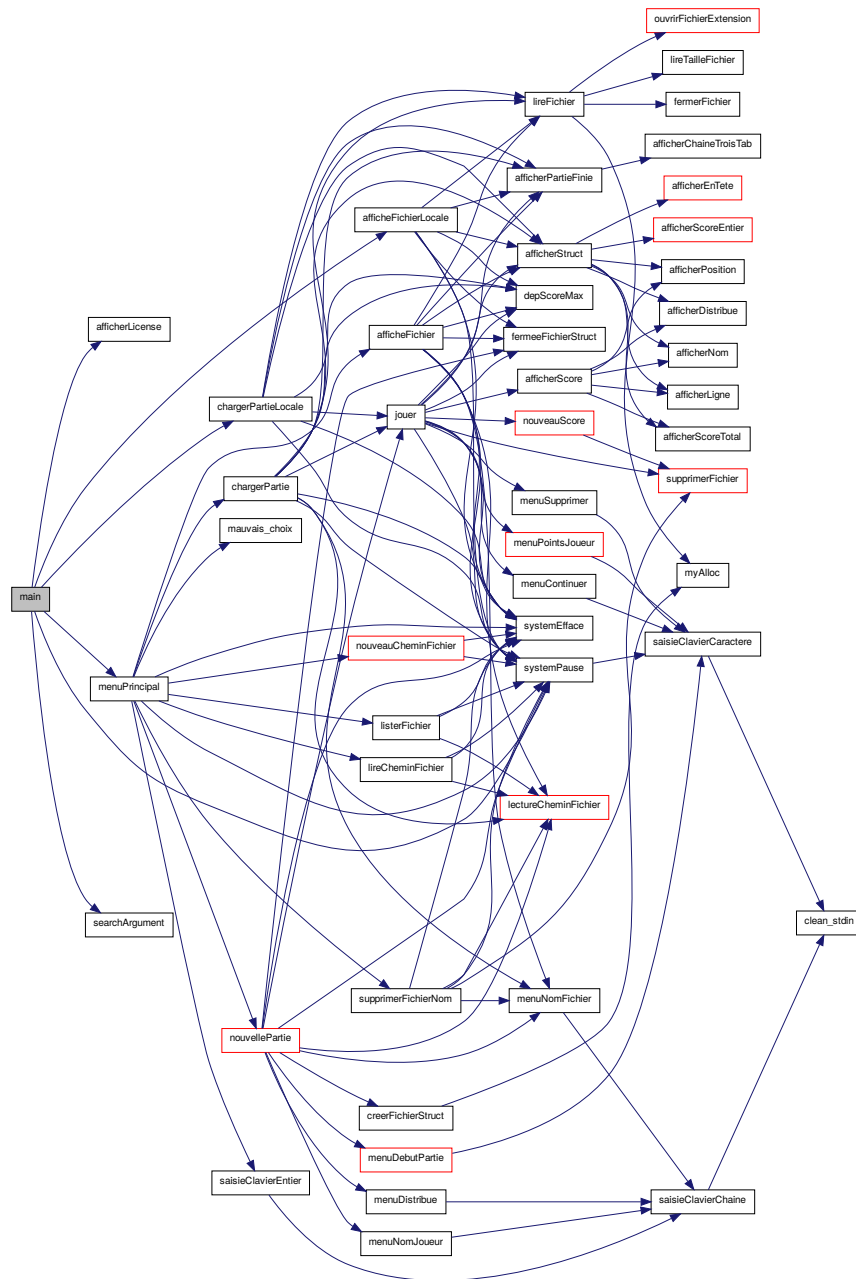 ouvrirFichierExtension
lireTailleFichier
lireFichier
fermerFichier
afficherChaineTroisTab
afficherPartieFinie
afficherEnTete
afficheFichierLocale
afficherScoreEntier
afficherStruct
afficherPosition
depScoreMax
afficherDistribue
afficherLicense
afficheFichier
fermeeFichierStruct
afficherNom
afficherScore
afficherLigne
chargerPartieLocale
jouer
nouveauScore
afficherScoreTotal
chargerPartie
supprimerFichier
menuSupprimer
mauvais_choix
menuPointsJoueur
myAlloc
menuContinuer
main
systemEfface
nouveauCheminFichier
saisieClavierCaractere
systemPause
menuPrincipal
listerFichier
lireCheminFichier
lectureCheminFichier
searchArgument
clean_stdin
supprimerFichierNom
menuNomFichier
nouvellePartie
creerFichierStruct
menuDebutPartie
saisieClavierEntier
menuDistribue
saisieClavierChaine
menuNomJoueur